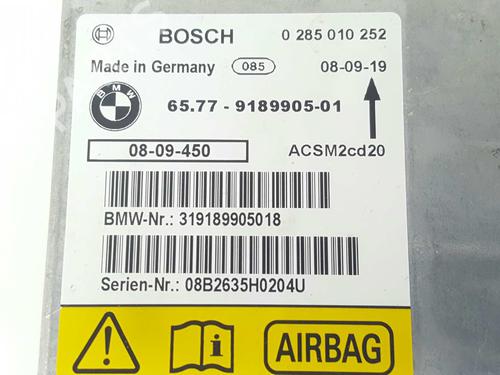 BOSCH 0 285 010 252
Made in Germany 085 08-09-19
BMW
65.77 - 9189905-01
08-09-450 ACSM2cd20
BMW-Nr.: 319189905018
Serien-Nr.: 08B2635H0204U
AIRBAG